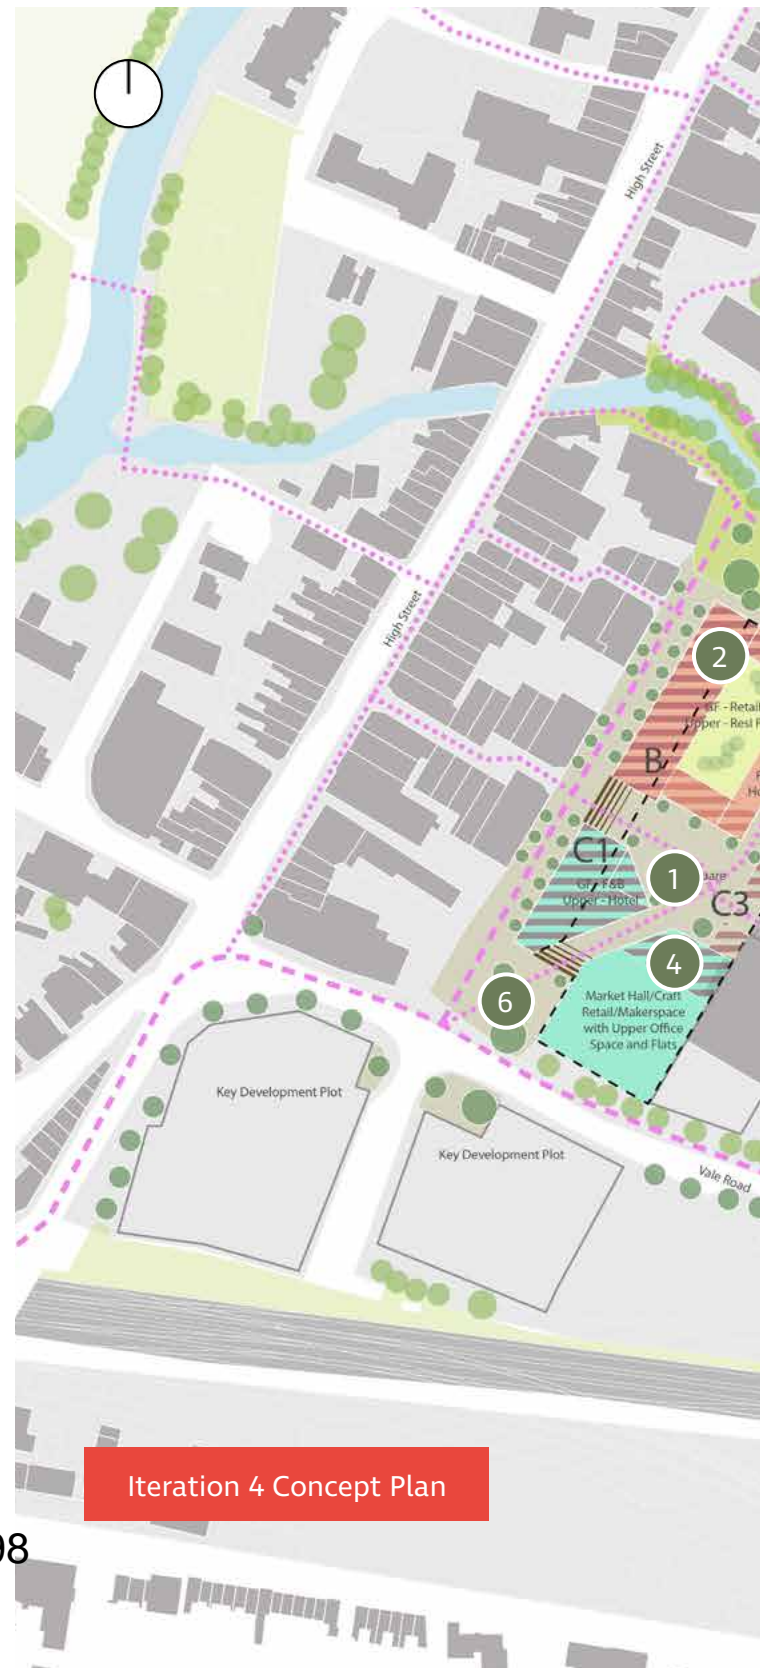 High Street
High Street
2
GF - Retail
Upper - Resl
B
C1
GF - F&B
Upper - Hotel
1
C3
4
6
Market Hall/Craft
Retail/Makerspace
with Upper Office
Space and Flats
Key Development Plot
Key Development Plot
Vale Road
Iteration 4 Concept Plan
98